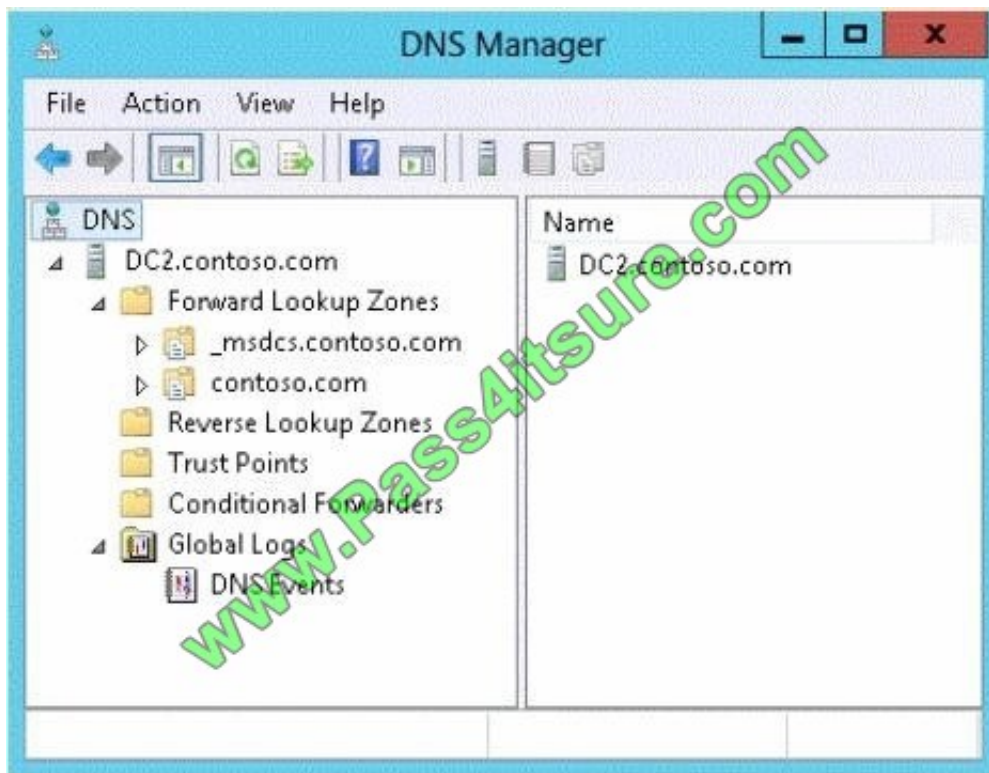 DNS Manager
File Action View Help
DNS
DC2.contoso.com
Forward Lookup Zones
_msdcs.contoso.com
contoso.com
Reverse Lookup Zones
Trust Points
Conditional Forwarders
Global Logs
DNS Events
Name
DC2.contoso.com
www.Pass4itsure.com